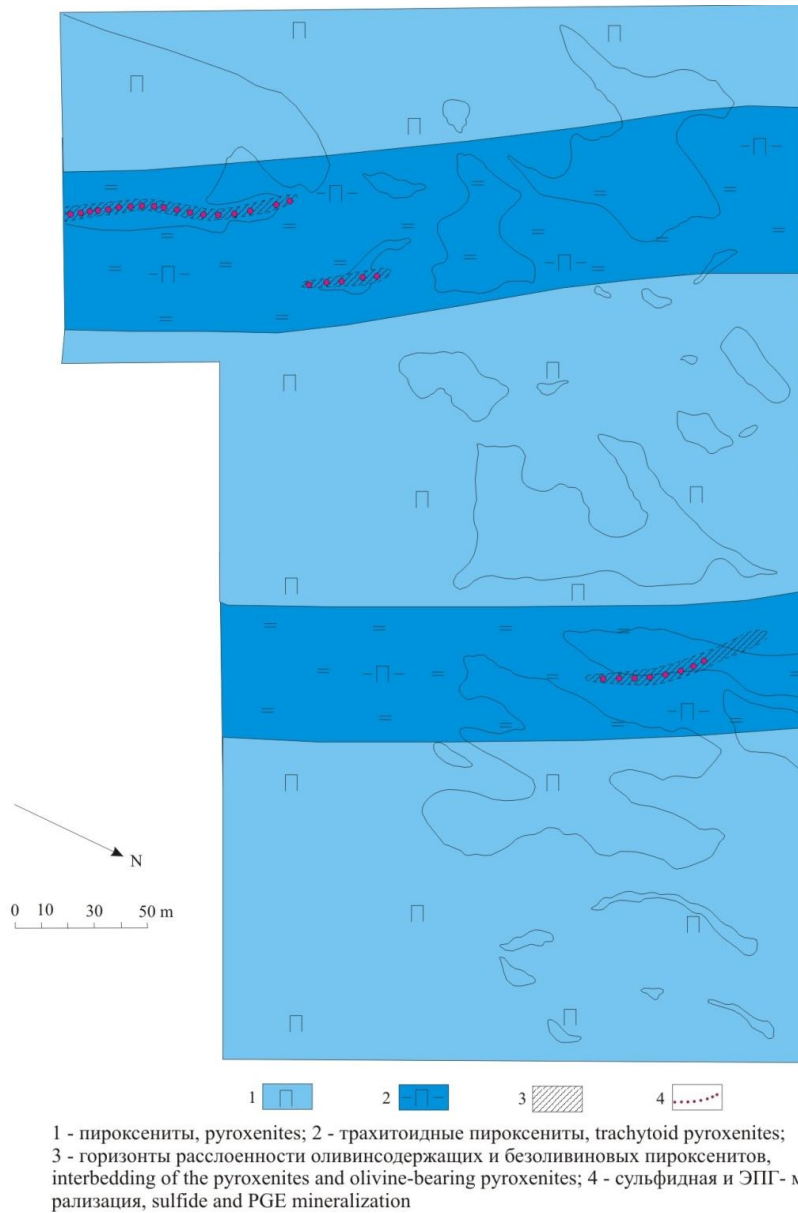 N
0 10 30 50 m
1 2 3 4
1 - пироксениты, pyroxenites; 2 - трахитоидные пироксениты, trachytoid pyroxenites;
3 - горизонты расслоенности оливинсодержащих и безоливиновых пироксенитов,
interbedding of the pyroxenites and olivine-bearing pyroxenites; 4 - сульфидная и ЭПГ- м
рализация, sulfide and PGE mineralization